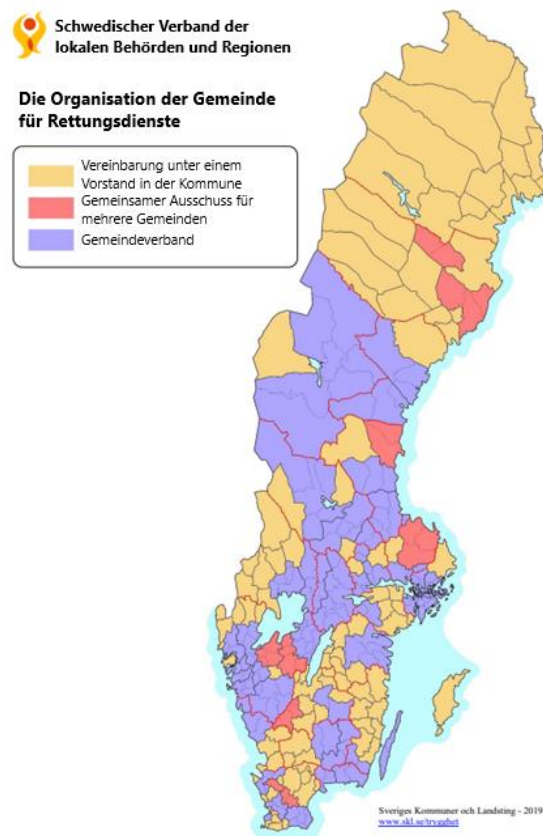 Schwedischer Verband der
lokalen Behörden und Regionen
Die Organisation der Gemeinde
für Rettungsdienste
Vereinbarung unter einem
Vorstand in der Kommune
Gemeinsamer Ausschuss für
mehrere Gemeinden
Gemeindeverband
Sveriges Kommuner och Landsting - 2019
www.skl.se/trygghet